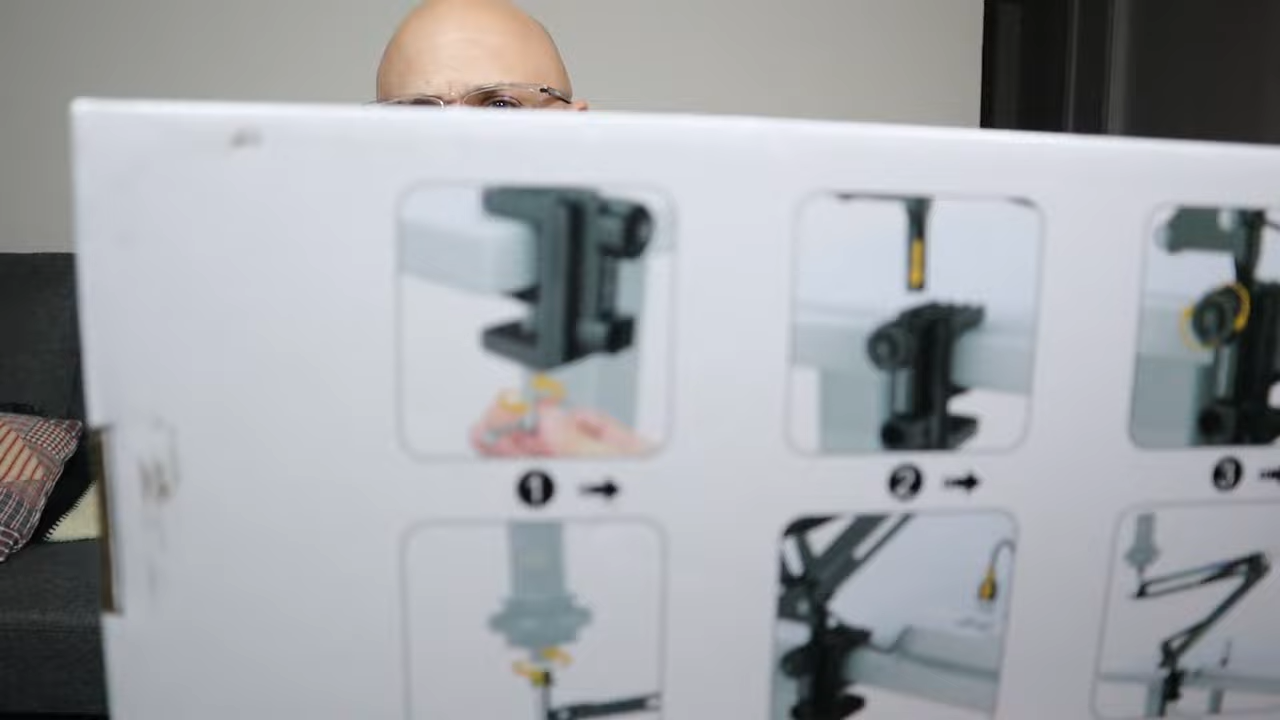 1 → 2 → 3